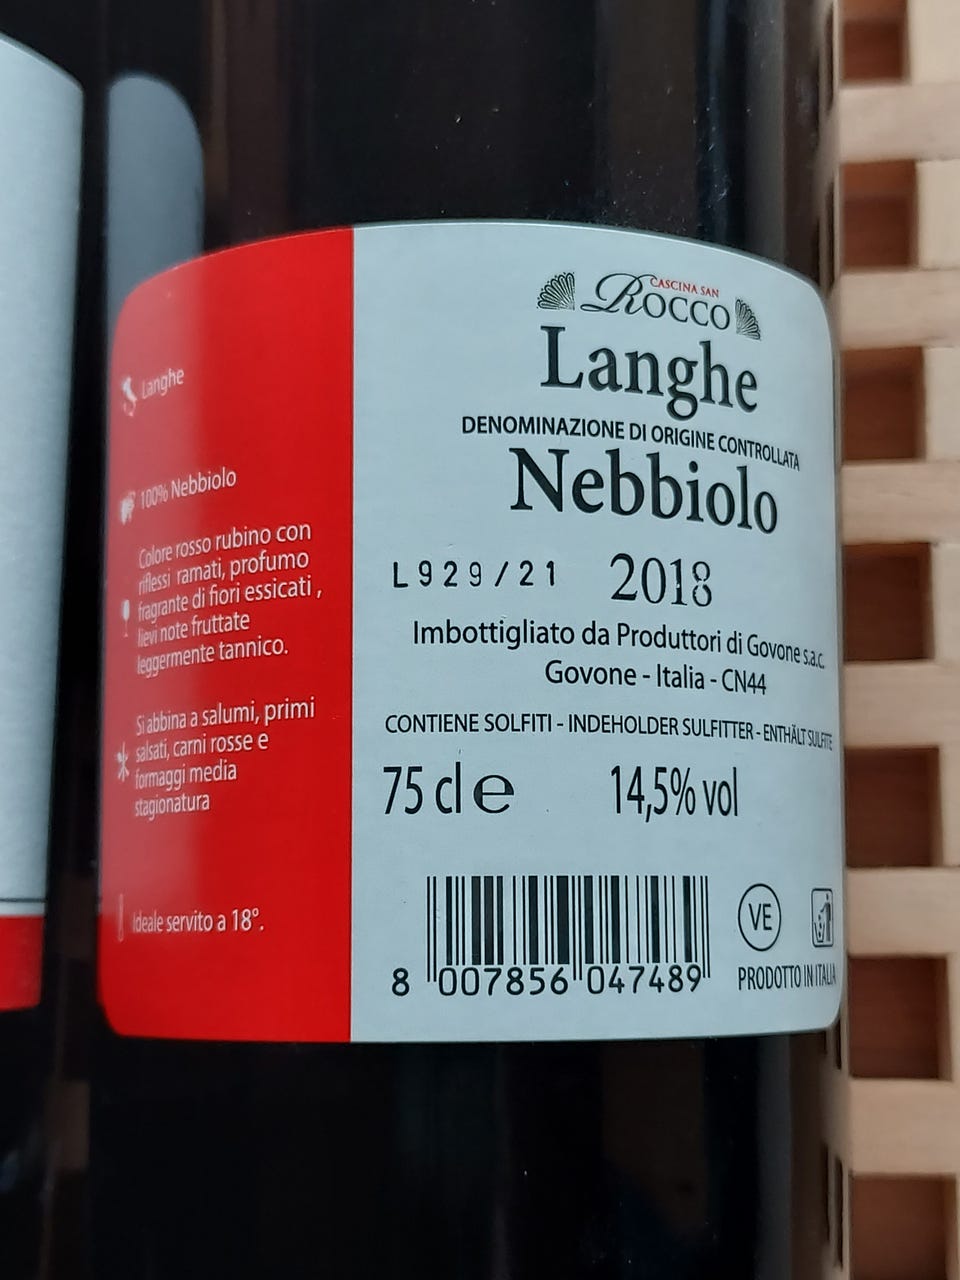 Langhe
100% Nebbiolo
Colore rosso rubino con
riflessi ramati, profumo
fragrante di fiori essicati ,
lievi note fruttate
leggermente tannico.
Si abbina a salumi, primi
salsati, carni rosse e
formaggi media
stagionatura
Ideale servito a 18°.
CASCINA SAN
ROCCO
Langhe
DENOMINAZIONE DI ORIGINE CONTROLLATA
Nebbiolo
L929/21 2018
Imbottigliato da Produttori di Govone s.a.c.
Govone - Italia - CN44
CONTIENE SOLFITI - INDEHOLDER SULFITTER - ENTHÄLT SULFITE
75 cl e 14,5% vol
VE
8 007856 047489
PRODOTTO IN ITALIA